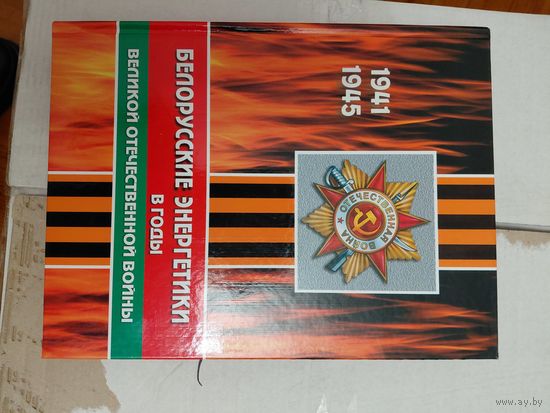 1941
1945
ОТЕЧЕСТВЕННАЯ
ВОЙНА
БЕЛОРУССКИЕ ЭНЕРГЕТИКИ
В ГОДЫ
ВЕЛИКОЙ ОТЕЧЕСТВЕННОЙ ВОЙНЫ
www.ay.by